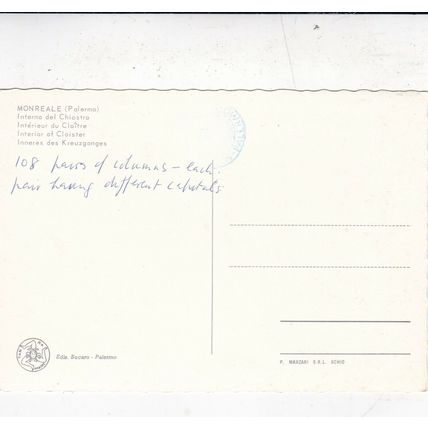 MONREALE (Palermo)
Interno del Chiostro
Intérieur du Cloître
Interior of Cloister
Inneres des Kreuzganges
108 pairs of columns – each
pair having different capitals
Ediz. Sucaro - Palermo
P. MARZARI S.R.L. SCHIO